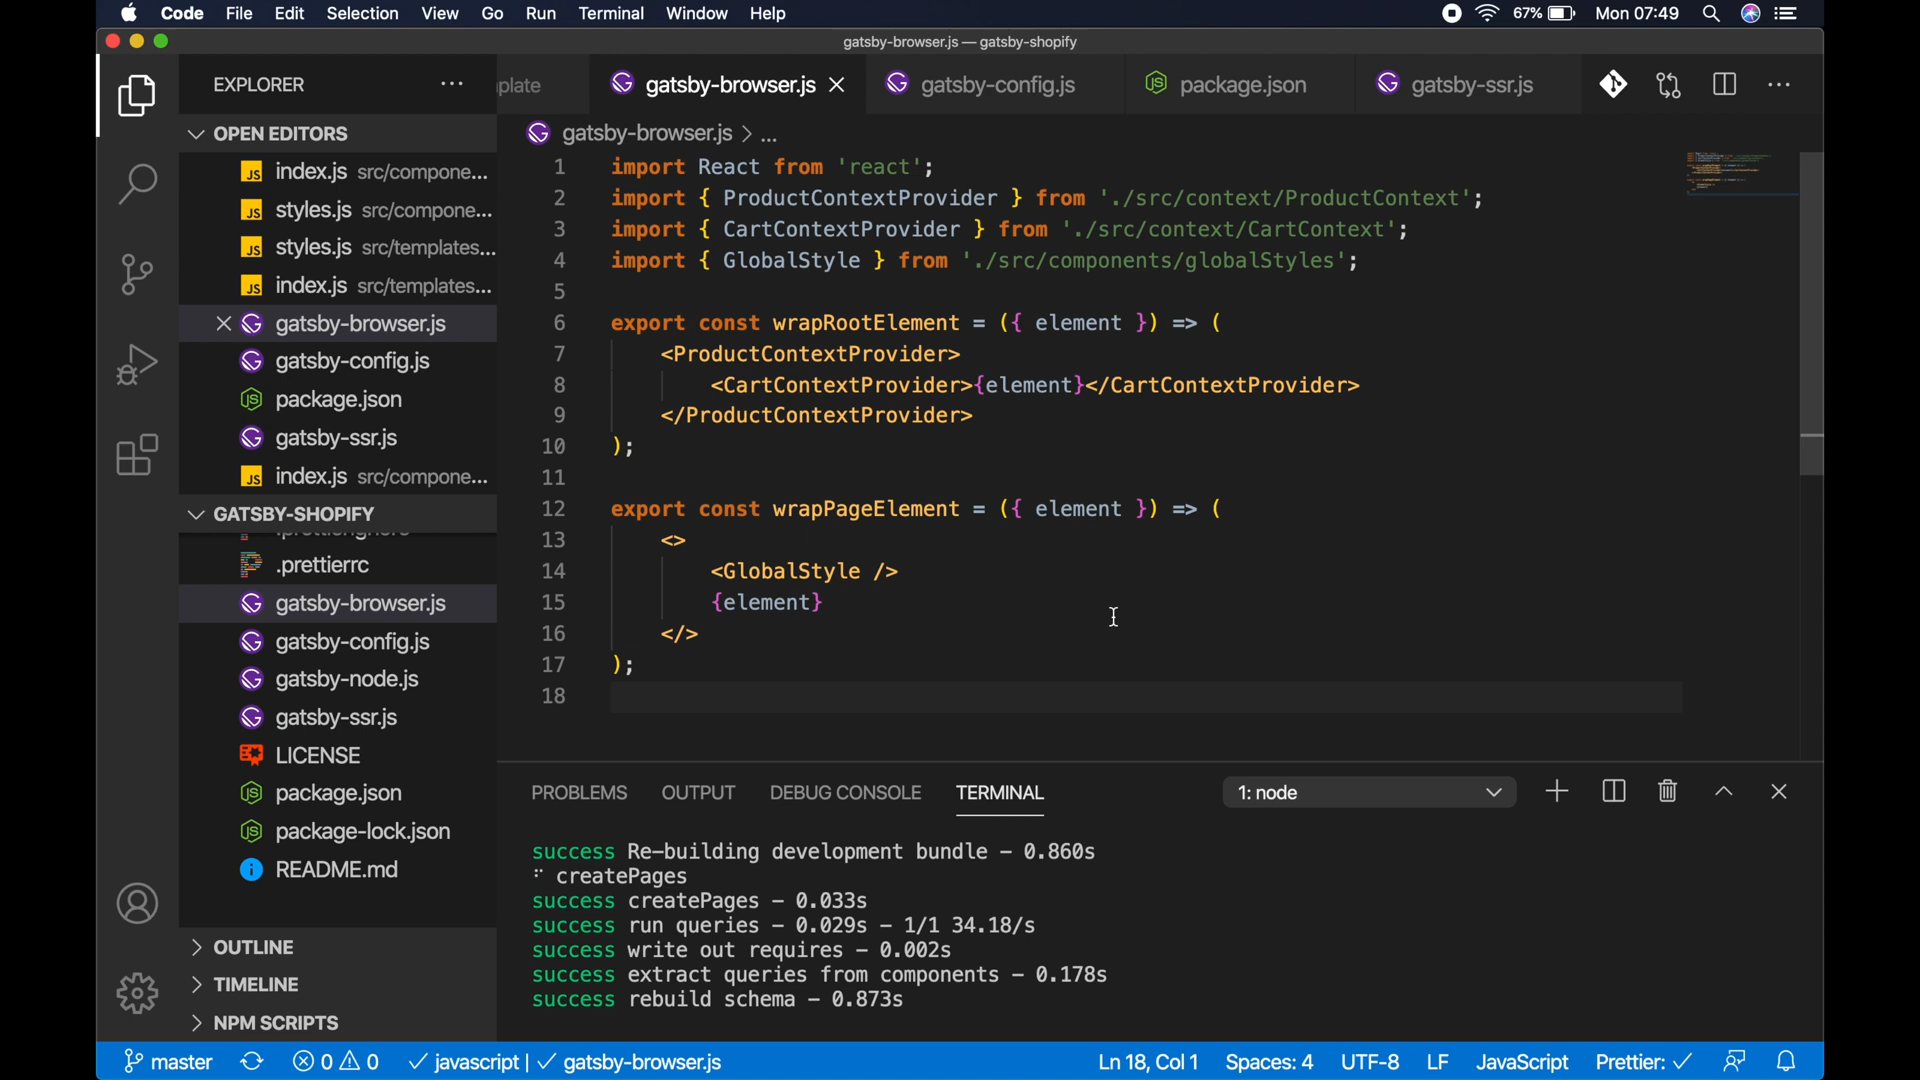 Code File Edit Selection View Go Run Terminal Window Help 67% Mon 07:49
gatsby-browser.js — gatsby-shopify
EXPLORER ...
plate gatsby-browser.js gatsby-config.js package.json gatsby-ssr.js ...
OPEN EDITORS
index.js src/compone...
styles.js src/compone...
styles.js src/templates...
index.js src/templates...
gatsby-browser.js
gatsby-config.js
package.json
gatsby-ssr.js
index.js src/compone...
GATSBY-SHOPIFY
.prettierrc
gatsby-browser.js
gatsby-config.js
gatsby-node.js
gatsby-ssr.js
LICENSE
package.json
package-lock.json
README.md
OUTLINE
TIMELINE
NPM SCRIPTS
gatsby-browser.js > ...
1 import React from 'react';
2 import { ProductContextProvider } from './src/context/ProductContext';
3 import { CartContextProvider } from './src/context/CartContext';
4 import { GlobalStyle } from './src/components/globalStyles';
5
6 export const wrapRootElement = ({ element }) => (
7 <ProductContextProvider>
8 <CartContextProvider>{element}</CartContextProvider>
9 </ProductContextProvider>
10 );
11
12 export const wrapPageElement = ({ element }) => (
13 <>
14 <GlobalStyle />
15 {element}
16 </>
17 );
18
PROBLEMS OUTPUT DEBUG CONSOLE TERMINAL 1: node
success Re-building development bundle - 0.860s
createPages
success createPages - 0.033s
success run queries - 0.029s - 1/1 34.18/s
success write out requires - 0.002s
success extract queries from components - 0.178s
success rebuild schema - 0.873s
master 0 0 javascript | gatsby-browser.js Ln 18, Col 1 Spaces: 4 UTF-8 LF JavaScript Prettier: ✓